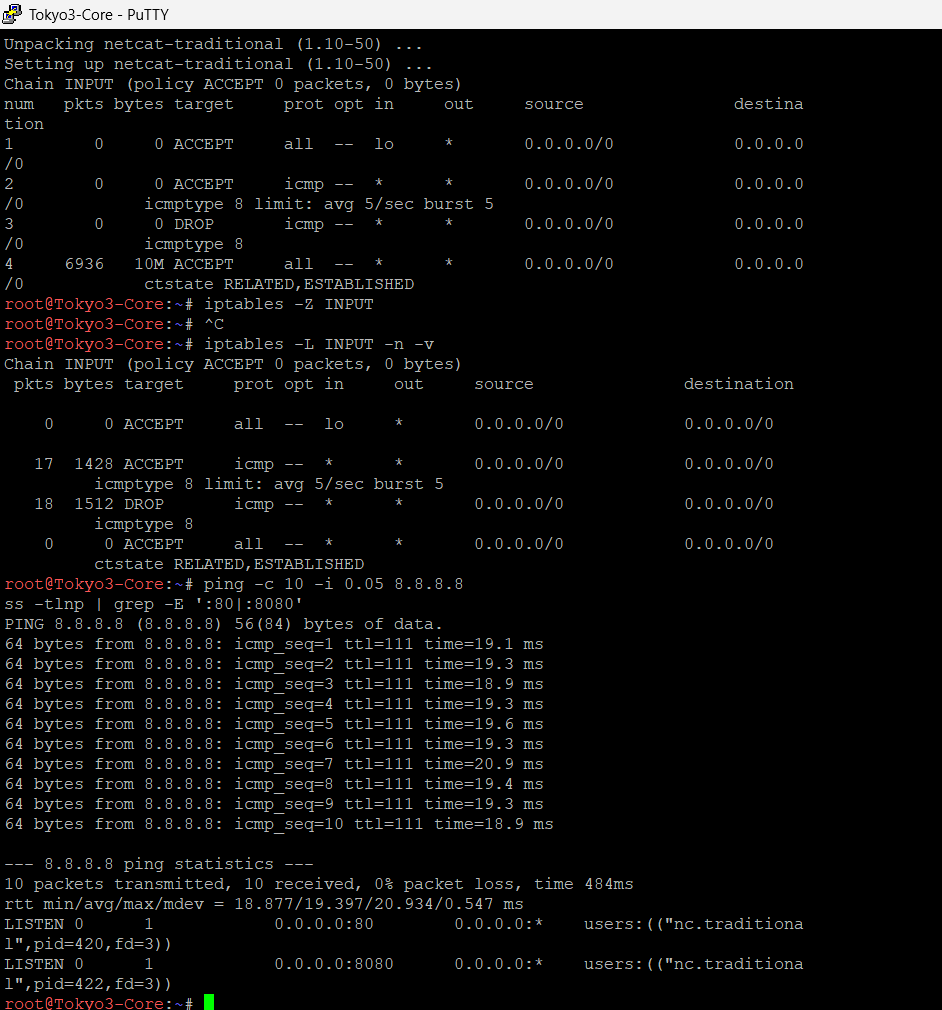 Tokyo3-Core - PuTTY
Unpacking netcat-traditional (1.10-50) ...
Setting up netcat-traditional (1.10-50) ...
Chain INPUT (policy ACCEPT 0 packets, 0 bytes)
num   pkts bytes target     prot opt in     out     source               destina
tion
1        0     0 ACCEPT     all  --  lo     *       0.0.0.0/0            0.0.0.0
/0
2        0     0 ACCEPT     icmp --  *      *       0.0.0.0/0            0.0.0.0
/0            icmptype 8 limit: avg 5/sec burst 5
3        0     0 DROP       icmp --  *      *       0.0.0.0/0            0.0.0.0
/0            icmptype 8
4     6936   10M ACCEPT     all  --  *      *       0.0.0.0/0            0.0.0.0
/0            ctstate RELATED,ESTABLISHED
root@Tokyo3-Core:~# iptables -Z INPUT
root@Tokyo3-Core:~# ^C
root@Tokyo3-Core:~# iptables -L INPUT -n -v
Chain INPUT (policy ACCEPT 0 packets, 0 bytes)
 pkts bytes target     prot opt in     out     source               destination
    0     0 ACCEPT     all  --  lo     *       0.0.0.0/0            0.0.0.0/0
   17  1428 ACCEPT     icmp --  *      *       0.0.0.0/0            0.0.0.0/0
         icmptype 8 limit: avg 5/sec burst 5
   18  1512 DROP       icmp --  *      *       0.0.0.0/0            0.0.0.0/0
         icmptype 8
    0     0 ACCEPT     all  --  *      *       0.0.0.0/0            0.0.0.0/0
         ctstate RELATED,ESTABLISHED
root@Tokyo3-Core:~# ping -c 10 -i 0.05 8.8.8.8
ss -tlnp | grep -E ':80|:8080'
PING 8.8.8.8 (8.8.8.8) 56(84) bytes of data.
64 bytes from 8.8.8.8: icmp_seq=1 ttl=111 time=19.1 ms
64 bytes from 8.8.8.8: icmp_seq=2 ttl=111 time=19.3 ms
64 bytes from 8.8.8.8: icmp_seq=3 ttl=111 time=18.9 ms
64 bytes from 8.8.8.8: icmp_seq=4 ttl=111 time=19.3 ms
64 bytes from 8.8.8.8: icmp_seq=5 ttl=111 time=19.6 ms
64 bytes from 8.8.8.8: icmp_seq=6 ttl=111 time=19.3 ms
64 bytes from 8.8.8.8: icmp_seq=7 ttl=111 time=20.9 ms
64 bytes from 8.8.8.8: icmp_seq=8 ttl=111 time=19.4 ms
64 bytes from 8.8.8.8: icmp_seq=9 ttl=111 time=19.3 ms
64 bytes from 8.8.8.8: icmp_seq=10 ttl=111 time=18.9 ms
--- 8.8.8.8 ping statistics ---
10 packets transmitted, 10 received, 0% packet loss, time 484ms
rtt min/avg/max/mdev = 18.877/19.397/20.934/0.547 ms
LISTEN 0      1            0.0.0.0:80        0.0.0.0:*    users:(("nc.traditiona
l",pid=420,fd=3))
LISTEN 0      1            0.0.0.0:8080      0.0.0.0:*    users:(("nc.traditiona
l",pid=422,fd=3))
root@Tokyo3-Core:~#